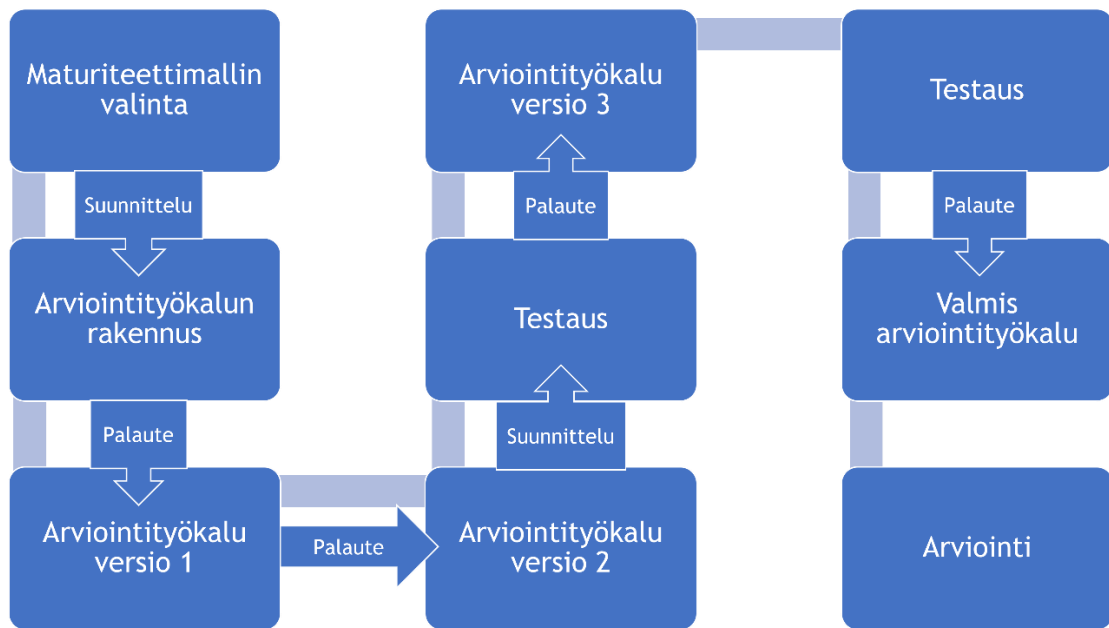 Maturiteettimallin
valinta
Suunnittelu
Arviointityökalun
rakennus
Palaute
Arviointityökalu
versio 1
Palaute
Arviointityökalu
versio 2
Suunnittelu
Testaus
Palaute
Arviointityökalu
versio 3
Testaus
Palaute
Valmis
arviointityökalu
Arviointi